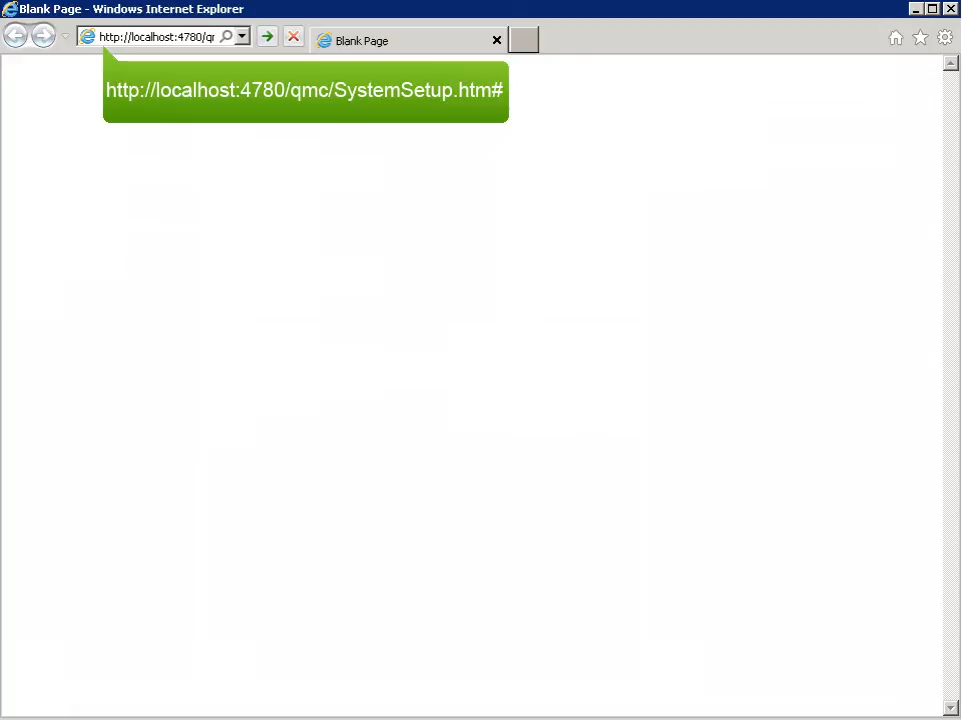 Blank Page - Windows Internet Explorer
http://localhost:4780/qr
Blank Page
http://localhost:4780/qmc/SystemSetup.htm#